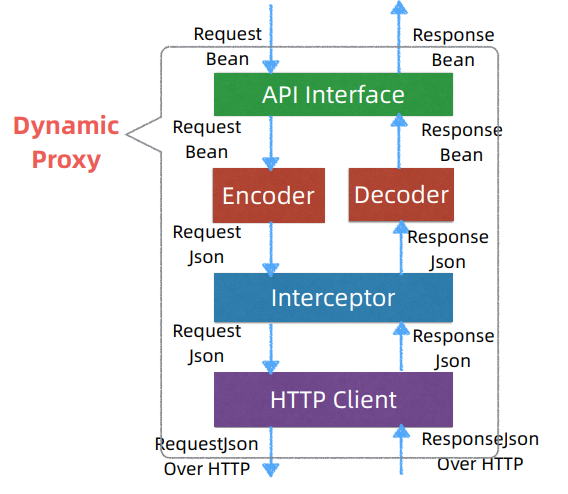 Request
Bean
Response
Bean
API Interface
Dynamic
Proxy
Request
Bean
Response
Bean
Encoder
Decoder
Request
Json
Response
Json
Interceptor
Request
Json
Response
Json
HTTP Client
RequestJson
Over HTTP
ResponseJson
Over HTTP